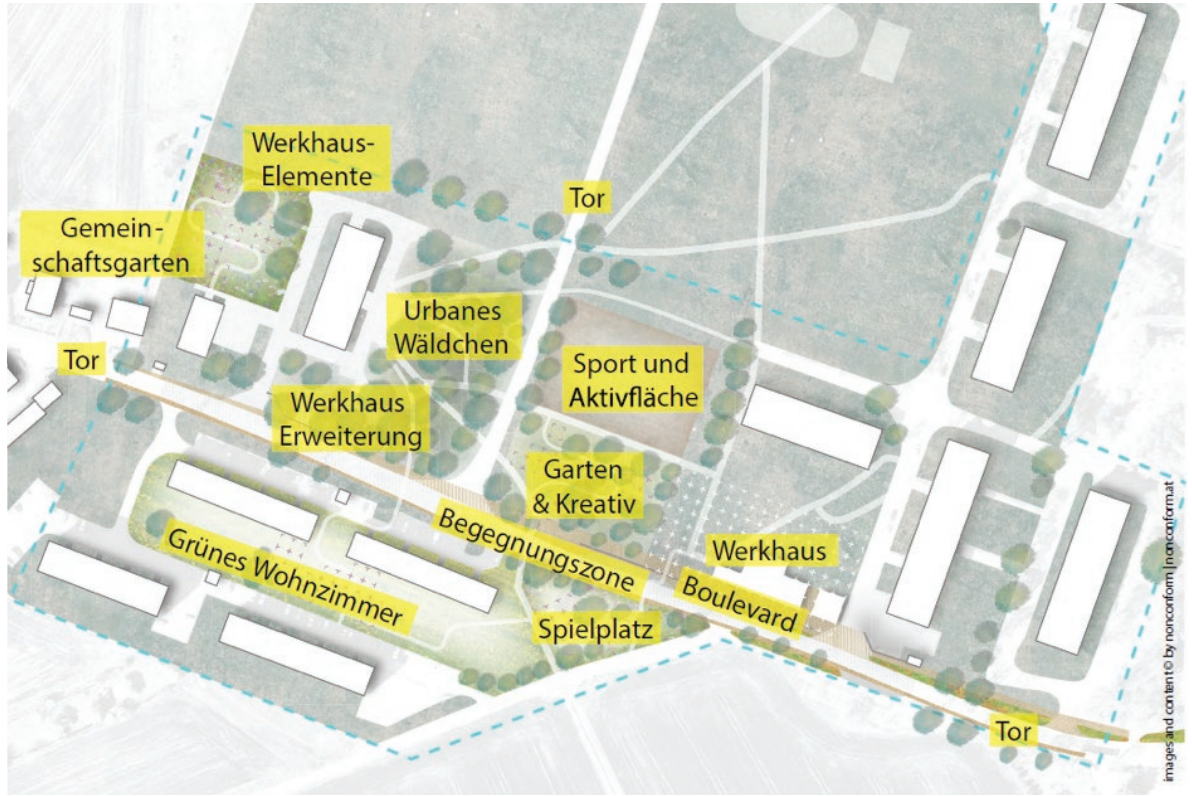 Werkhaus-
Elemente
Tor
Gemein-
schaftsgarten
Urbanes
Wäldchen
Tor
Sport und
Aktivfläche
Werkhaus
Erweiterung
Garten
& Kreativ
Begegnungszone
Grünes Wohnzimmer
Werkhaus
Boulevard
Spielplatz
Tor
images and content © by nonconform | nonconform.at